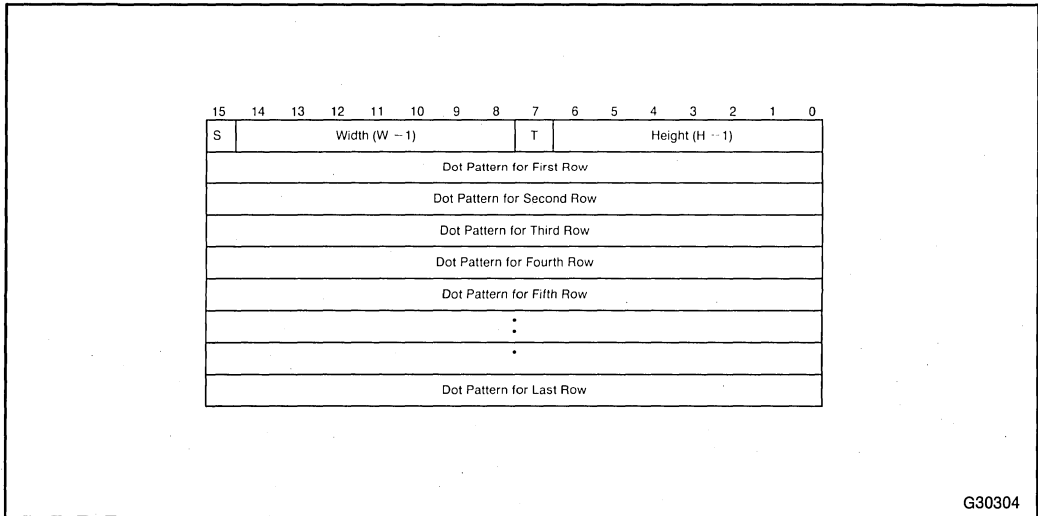 15 14 13 12 11 10 9 8 7 6 5 4 3 2 1 0
S Width (W − 1) T Height (H − 1)
Dot Pattern for First Row
Dot Pattern for Second Row
Dot Pattern for Third Row
Dot Pattern for Fourth Row
Dot Pattern for Fifth Row
Dot Pattern for Last Row
G30304